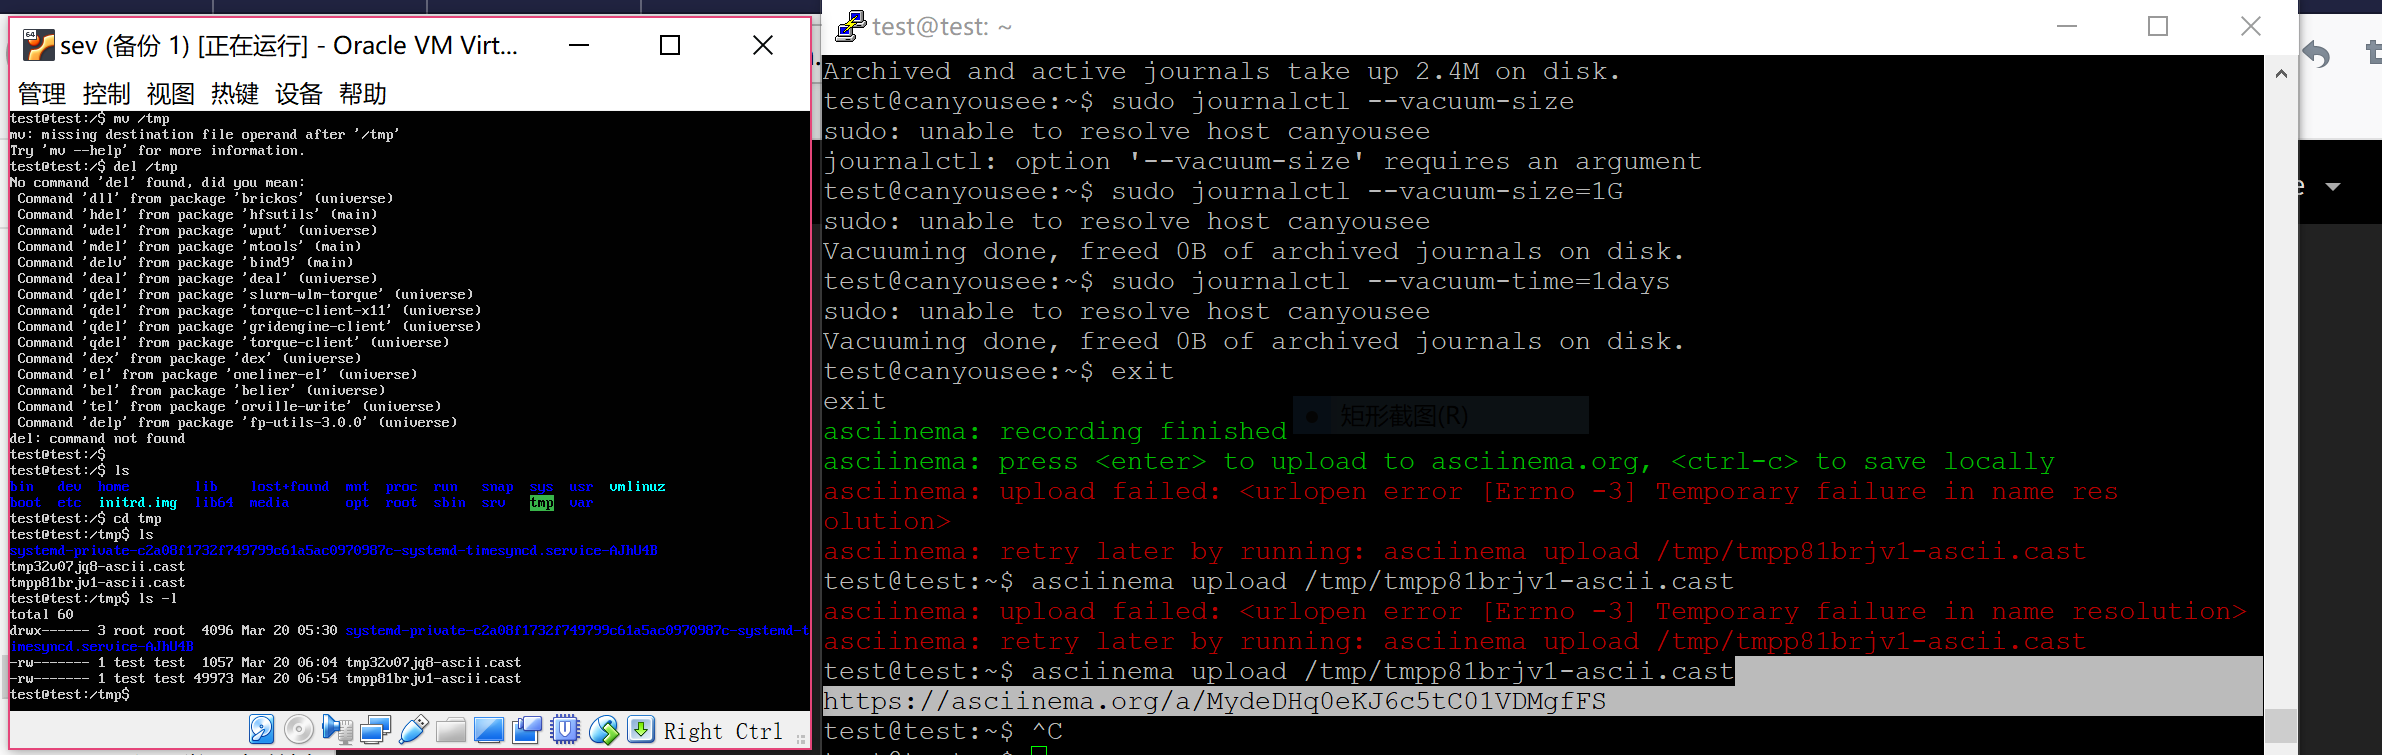 sev (备份 1) [正在运行] - Oracle VM Virt...
管理 控制 视图 热键 设备 帮助
test@test:/$ mv /tmp
mv: missing destination file operand after '/tmp'
Try 'mv --help' for more information.
test@test:/$ del /tmp
No command 'del' found, did you mean:
 Command 'dll' from package 'brickos' (universe)
 Command 'hdel' from package 'hfsutils' (main)
 Command 'wdel' from package 'wput' (universe)
 Command 'mdel' from package 'mtools' (main)
 Command 'delv' from package 'bind9' (main)
 Command 'deal' from package 'deal' (universe)
 Command 'qdel' from package 'slurm-wlm-torque' (universe)
 Command 'qdel' from package 'torque-client-x11' (universe)
 Command 'qdel' from package 'gridengine-client' (universe)
 Command 'qdel' from package 'torque-client' (universe)
 Command 'dex' from package 'dex' (universe)
 Command 'el' from package 'oneliner-el' (universe)
 Command 'bel' from package 'belier' (universe)
 Command 'tel' from package 'orville-write' (universe)
 Command 'delp' from package 'fp-utils-3.0.0' (universe)
del: command not found
test@test:/$
test@test:/$ ls
bin dev home lib lost+found mnt proc run snap sys usr vmlinuz
boot etc initrd.img lib64 media opt root sbin srv tmp var
test@test:/$ cd tmp
test@test:/tmp$ ls
systemd-private-c2a08f1732f749799c61a5ac0970987c-systemd-timesyncd.service-AJNU4D
tmp32v07jq8-ascii.cast
tmpp81brjv1-ascii.cast
test@test:/tmp$ ls -l
total 60
drwx------ 3 root root  4096 Mar 20 05:30 systemd-private-c2a08f1732f749799c61a5ac0970987c-systemd-t
imesyncd.service-AJNU4D
-rw------- 1 test test  1057 Mar 20 06:04 tmp32v07jq8-ascii.cast
-rw------- 1 test test 49973 Mar 20 06:54 tmpp81brjv1-ascii.cast
test@test:/tmp$
Right Ctrl
test@test: ~
Archived and active journals take up 2.4M on disk.
test@canyousee:~$ sudo journalctl --vacuum-size
sudo: unable to resolve host canyousee
journalctl: option '--vacuum-size' requires an argument
test@canyousee:~$ sudo journalctl --vacuum-size=1G
sudo: unable to resolve host canyousee
Vacuuming done, freed 0B of archived journals on disk.
test@canyousee:~$ sudo journalctl --vacuum-time=1days
sudo: unable to resolve host canyousee
Vacuuming done, freed 0B of archived journals on disk.
test@canyousee:~$ exit
exit
矩形截图(R)
asciinema: recording finished
asciinema: press <enter> to upload to asciinema.org, <ctrl-c> to save locally
asciinema: upload failed: <urlopen error [Errno -3] Temporary failure in name res
olution>
asciinema: retry later by running: asciinema upload /tmp/tmpp81brjv1-ascii.cast
test@test:~$ asciinema upload /tmp/tmpp81brjv1-ascii.cast
asciinema: upload failed: <urlopen error [Errno -3] Temporary failure in name resolution>
asciinema: retry later by running: asciinema upload /tmp/tmpp81brjv1-ascii.cast
test@test:~$ asciinema upload /tmp/tmpp81brjv1-ascii.cast
https://asciinema.org/a/MydeDHq0eKJ6c5tC01VDMgfFS
test@test:~$ ^C